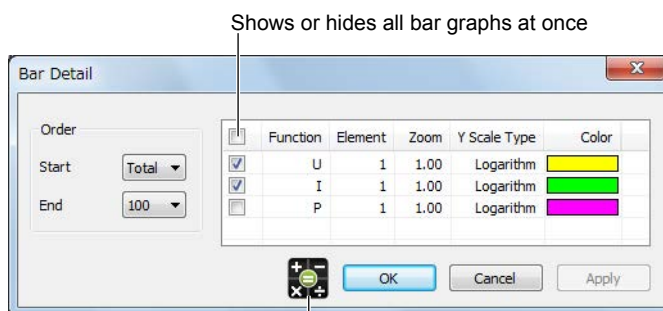 Shows or hides all bar graphs at once
Bar Detail
Order
Start Total
End 100
Function Element Zoom Y Scale Type Color
U 1 1.00 Logarithm
I 1 1.00 Logarithm
P 1 1.00 Logarithm
OK Cancel Apply